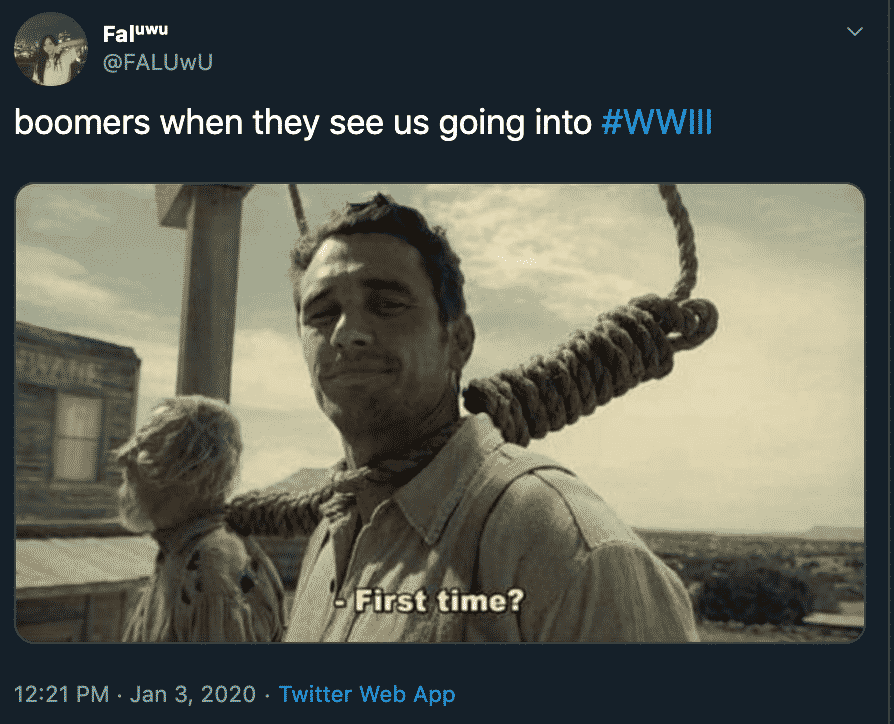 Faluwu
@FALUwU
boomers when they see us going into #WWIII
- First time?
12:21 PM · Jan 3, 2020 · Twitter Web App